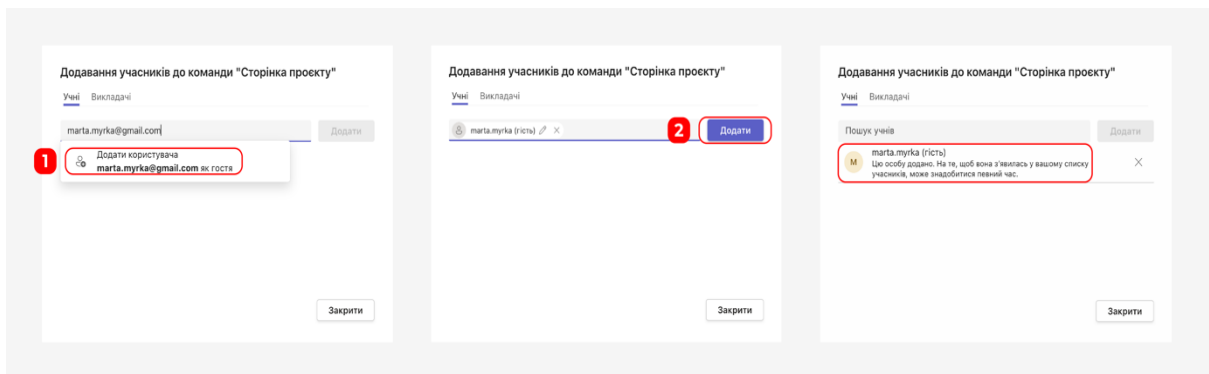 Додавання учасників до команди "Сторінка проєкту"
Учні Викладачі
marta.myrka@gmail.com Додати
1
Додати користувача
marta.myrka@gmail.com як гостя
Закрити
Додавання учасників до команди "Сторінка проєкту"
Учні Викладачі
marta.myrka (гість) 2 Додати
Закрити
Додавання учасників до команди "Сторінка проєкту"
Учні Викладачі
Пошук учнів Додати
М
marta.myrka (гість)
Цю особу додано. На те, щоб вона з'явилась у вашому списку
учасників, може знадобитися певний час.
Закрити